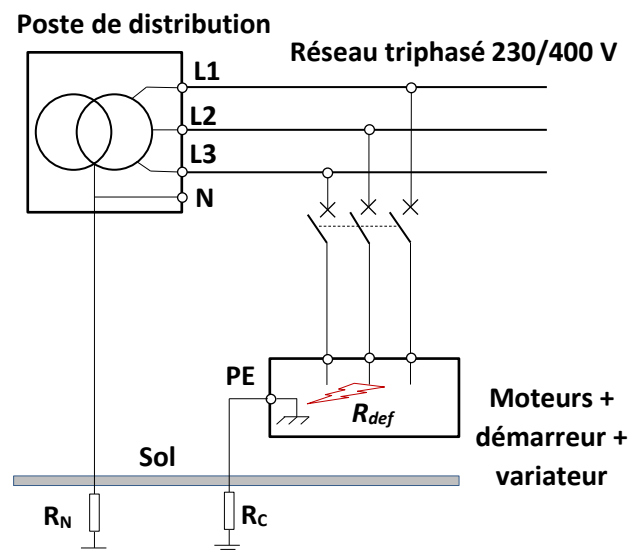 Poste de distribution
Réseau triphasé 230/400 V
L1
L2
L3
N
PE
Rdef
Moteurs +
démarreur +
variateur
Sol
RN
RC